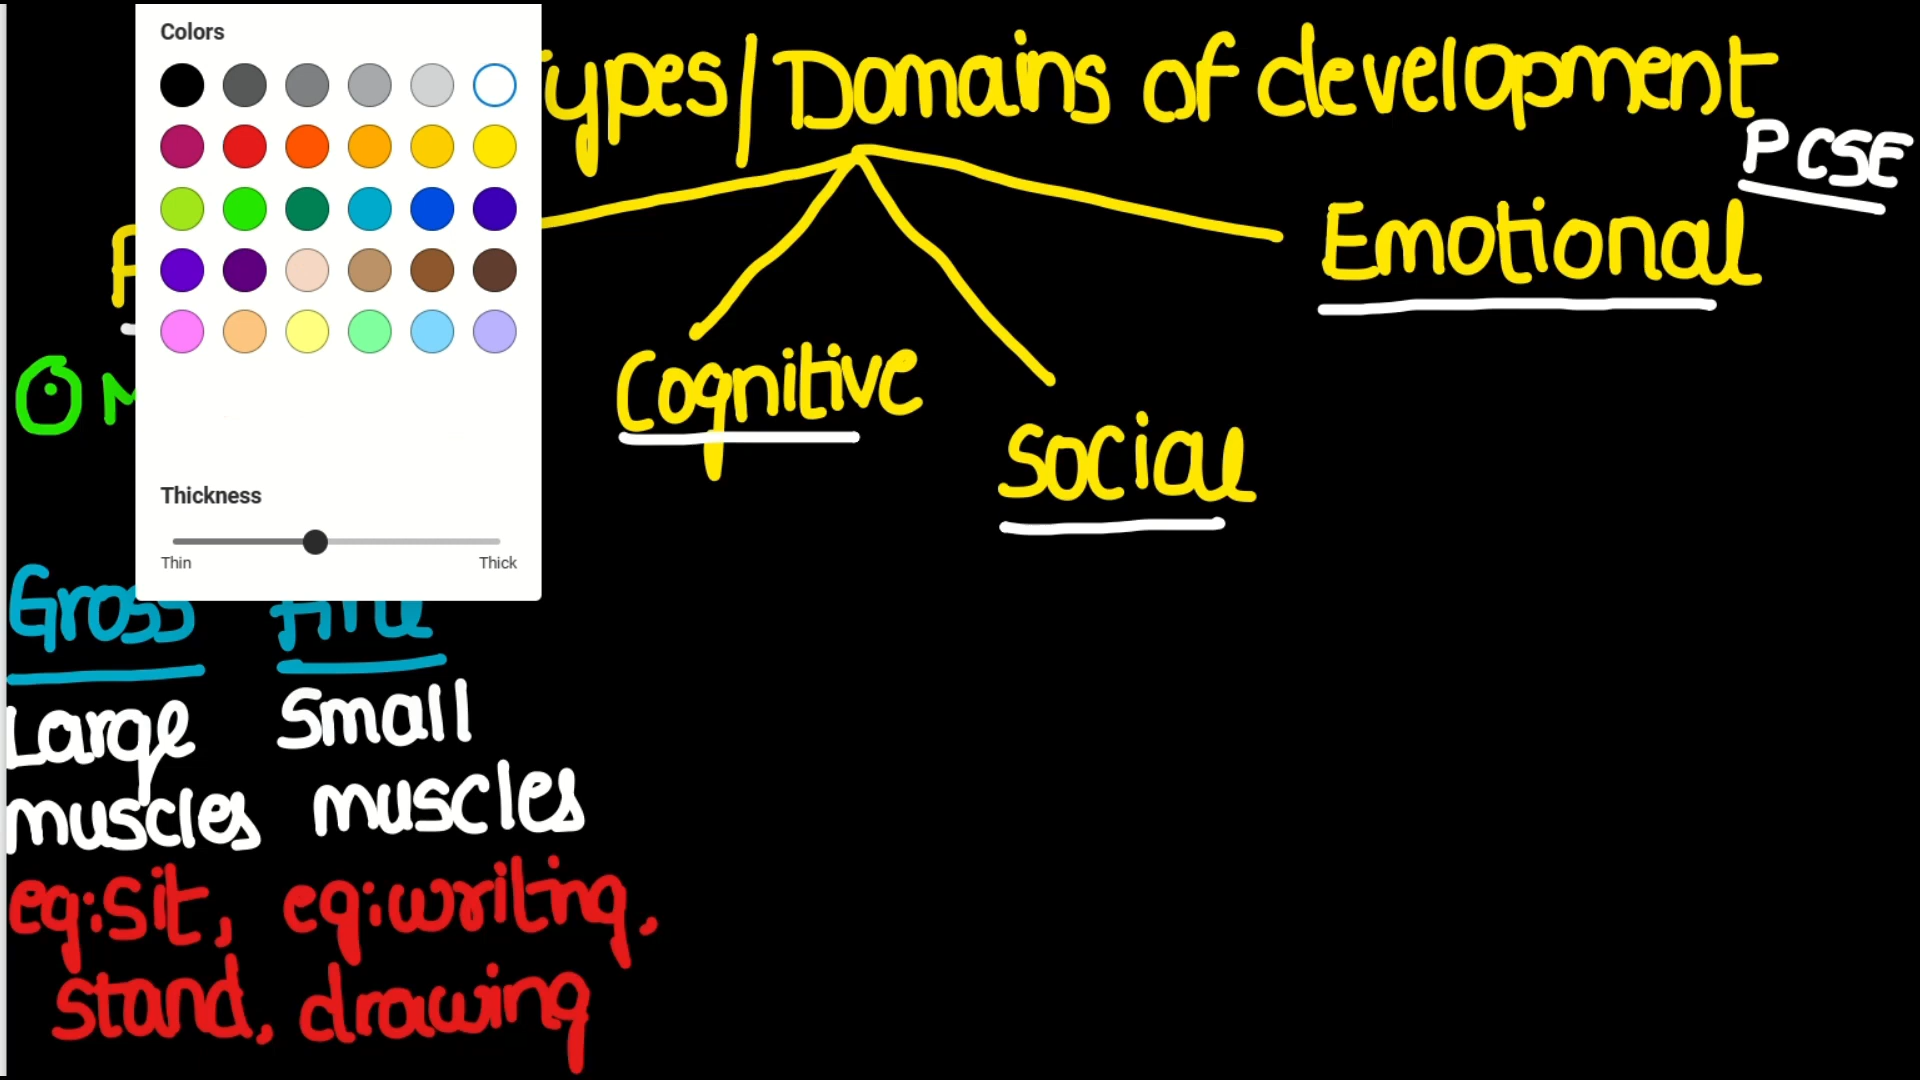 Colors
ypes/Domains of development
PCSE
Emotional
Cognitive
Social
Thickness
Thin Thick
Gross fine
Large Small
muscles muscles
eg:sit, eg:writing,
stand, drawing